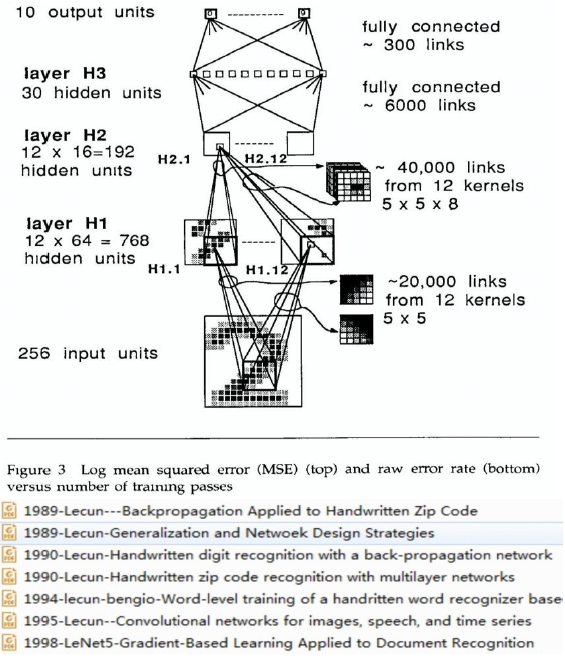 10 output units
fully connected
~ 300 links
layer H3
30 hidden units
fully connected
~ 6000 links
layer H2
12 x 16=192
hidden units
H2.1
H2.12
~ 40,000 links
from 12 kernels
5 x 5 x 8
layer H1
12 x 64 = 768
hidden units
H1.1
H1.12
~20,000 links
from 12 kernels
5 x 5
256 input units
Figure 3 Log mean squared error (MSE) (top) and raw error rate (bottom)
versus number of training passes
1989-Lecun---Backpropagation Applied to Handwritten Zip Code
1989-Lecun-Generalization and Netwoek Design Strategies
1990-Lecun-Handwritten digit recognition with a back-propagation network
1990-Lecun-Handwritten zip code recognition with multilayer networks
1994-lecun-bengio-Word-level training of a handritten word recognizer base
1995-Lecun--Convolutional networks for images, speech, and time series
1998-LeNet5-Gradient-Based Learning Applied to Document Recognition